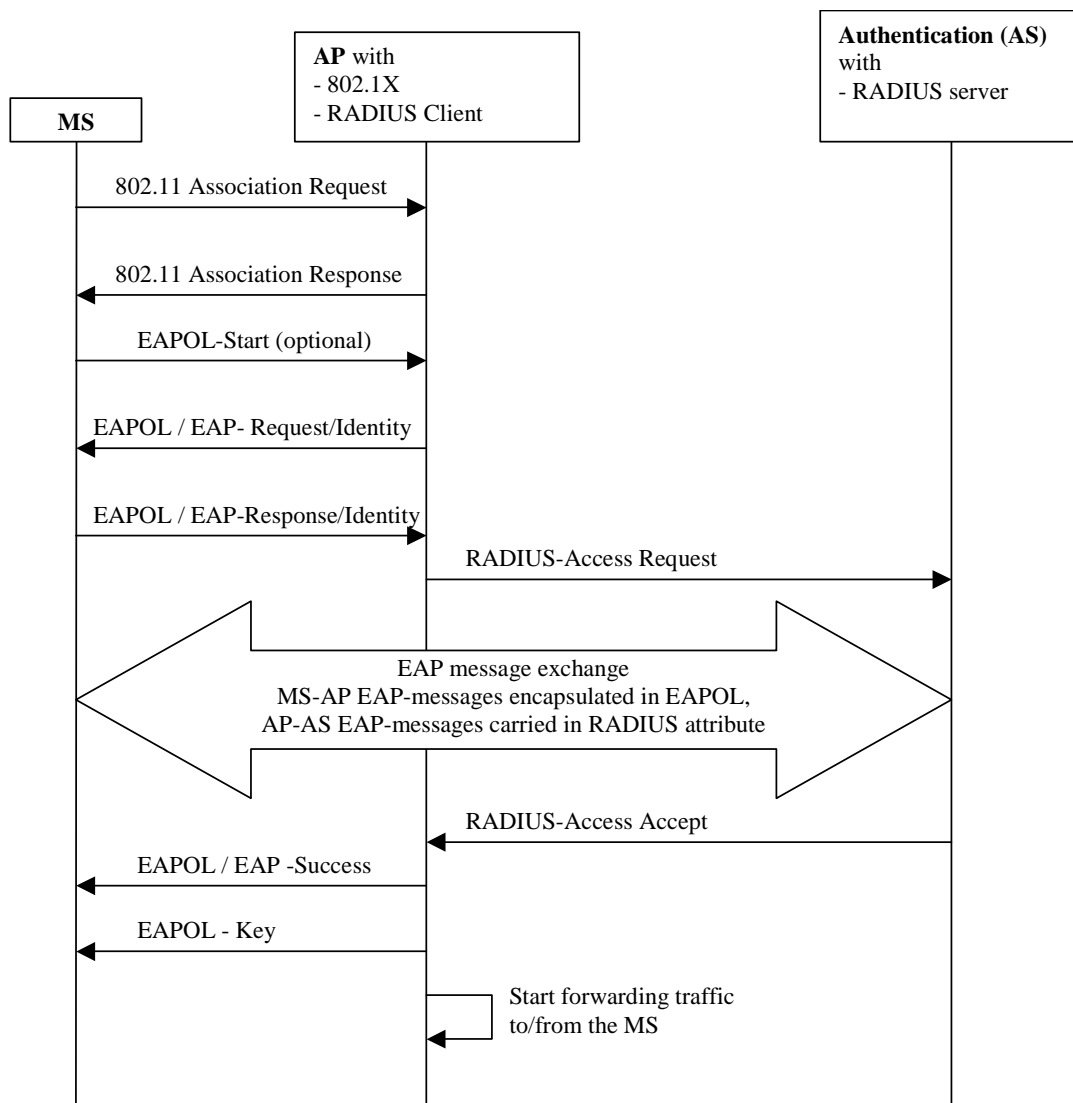 MS
AP with
- 802.1X
- RADIUS Client
Authentication (AS)
with
- RADIUS server
802.11 Association Request
802.11 Association Response
EAPOL-Start (optional)
EAPOL / EAP- Request/Identity
EAPOL / EAP-Response/Identity
RADIUS-Access Request
EAP message exchange
MS-AP EAP-messages encapsulated in EAPOL,
AP-AS EAP-messages carried in RADIUS attribute
RADIUS-Access Accept
EAPOL / EAP -Success
EAPOL - Key
Start forwarding traffic
to/from the MS